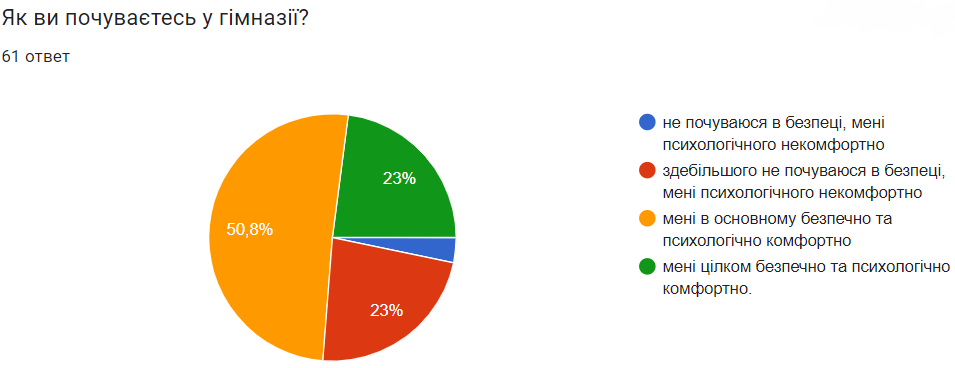 Як ви почуваєтесь у гімназії?
61 ответ
23%
50,8%
23%
не почуваюся в безпеці, мені
психологічного некомфортно
здебільшого не почуваюся в безпеці,
мені психологічного некомфортно
мені в основному безпечно та
психологічно комфортно
мені цілком безпечно та психологічно
комфортно.